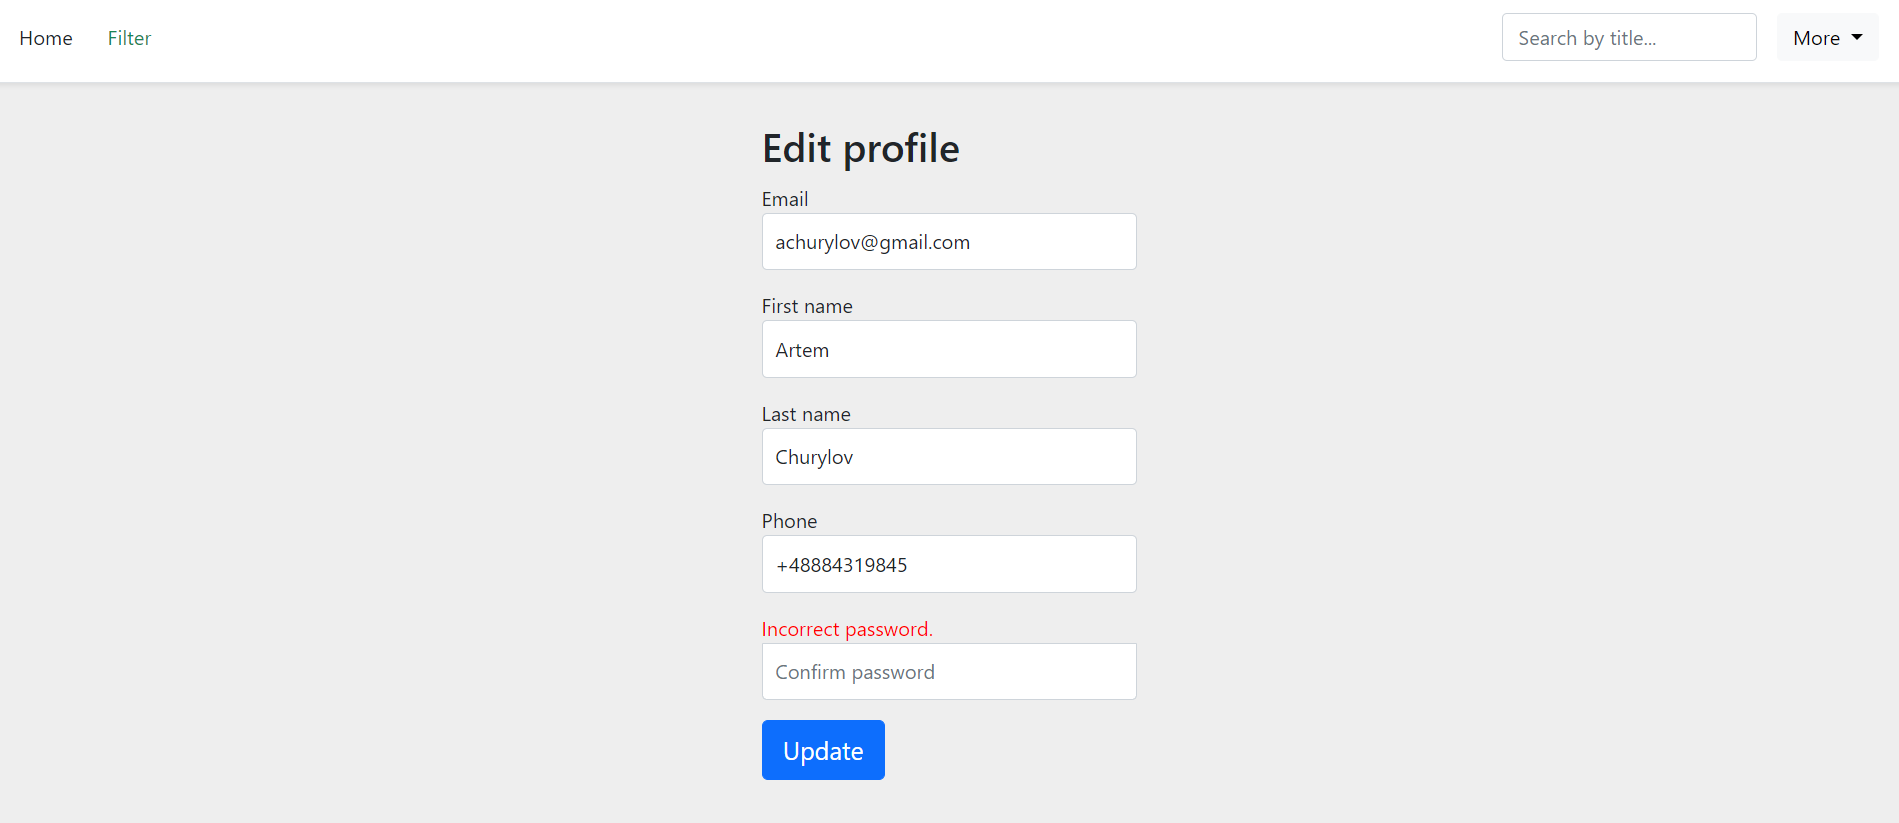 Home Filter Search by title... More
Edit profile
Email
achurylov@gmail.com
First name
Artem
Last name
Churylov
Phone
+48884319845
Incorrect password.
Confirm password
Update